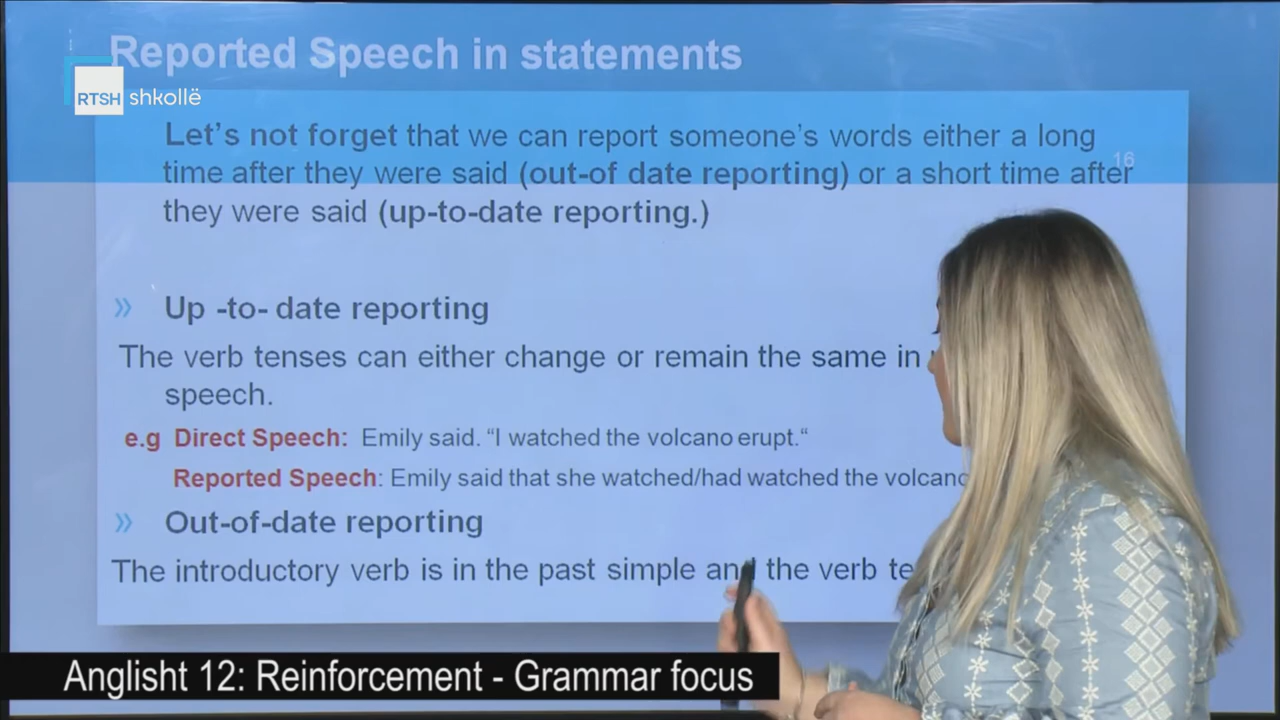 Reported Speech in statements
RTSH shkollë
Let's not forget that we can report someone's words either a long
16
time after they were said (out-of date reporting) or a short time after
they were said (up-to-date reporting.)
» Up -to- date reporting
The verb tenses can either change or remain the same in
speech.
e.g Direct Speech: Emily said. “I watched the volcano erupt.“
Reported Speech: Emily said that she watched/had watched the volcano
» Out-of-date reporting
The introductory verb is in the past simple and the verb
Anglisht 12: Reinforcement - Grammar focus